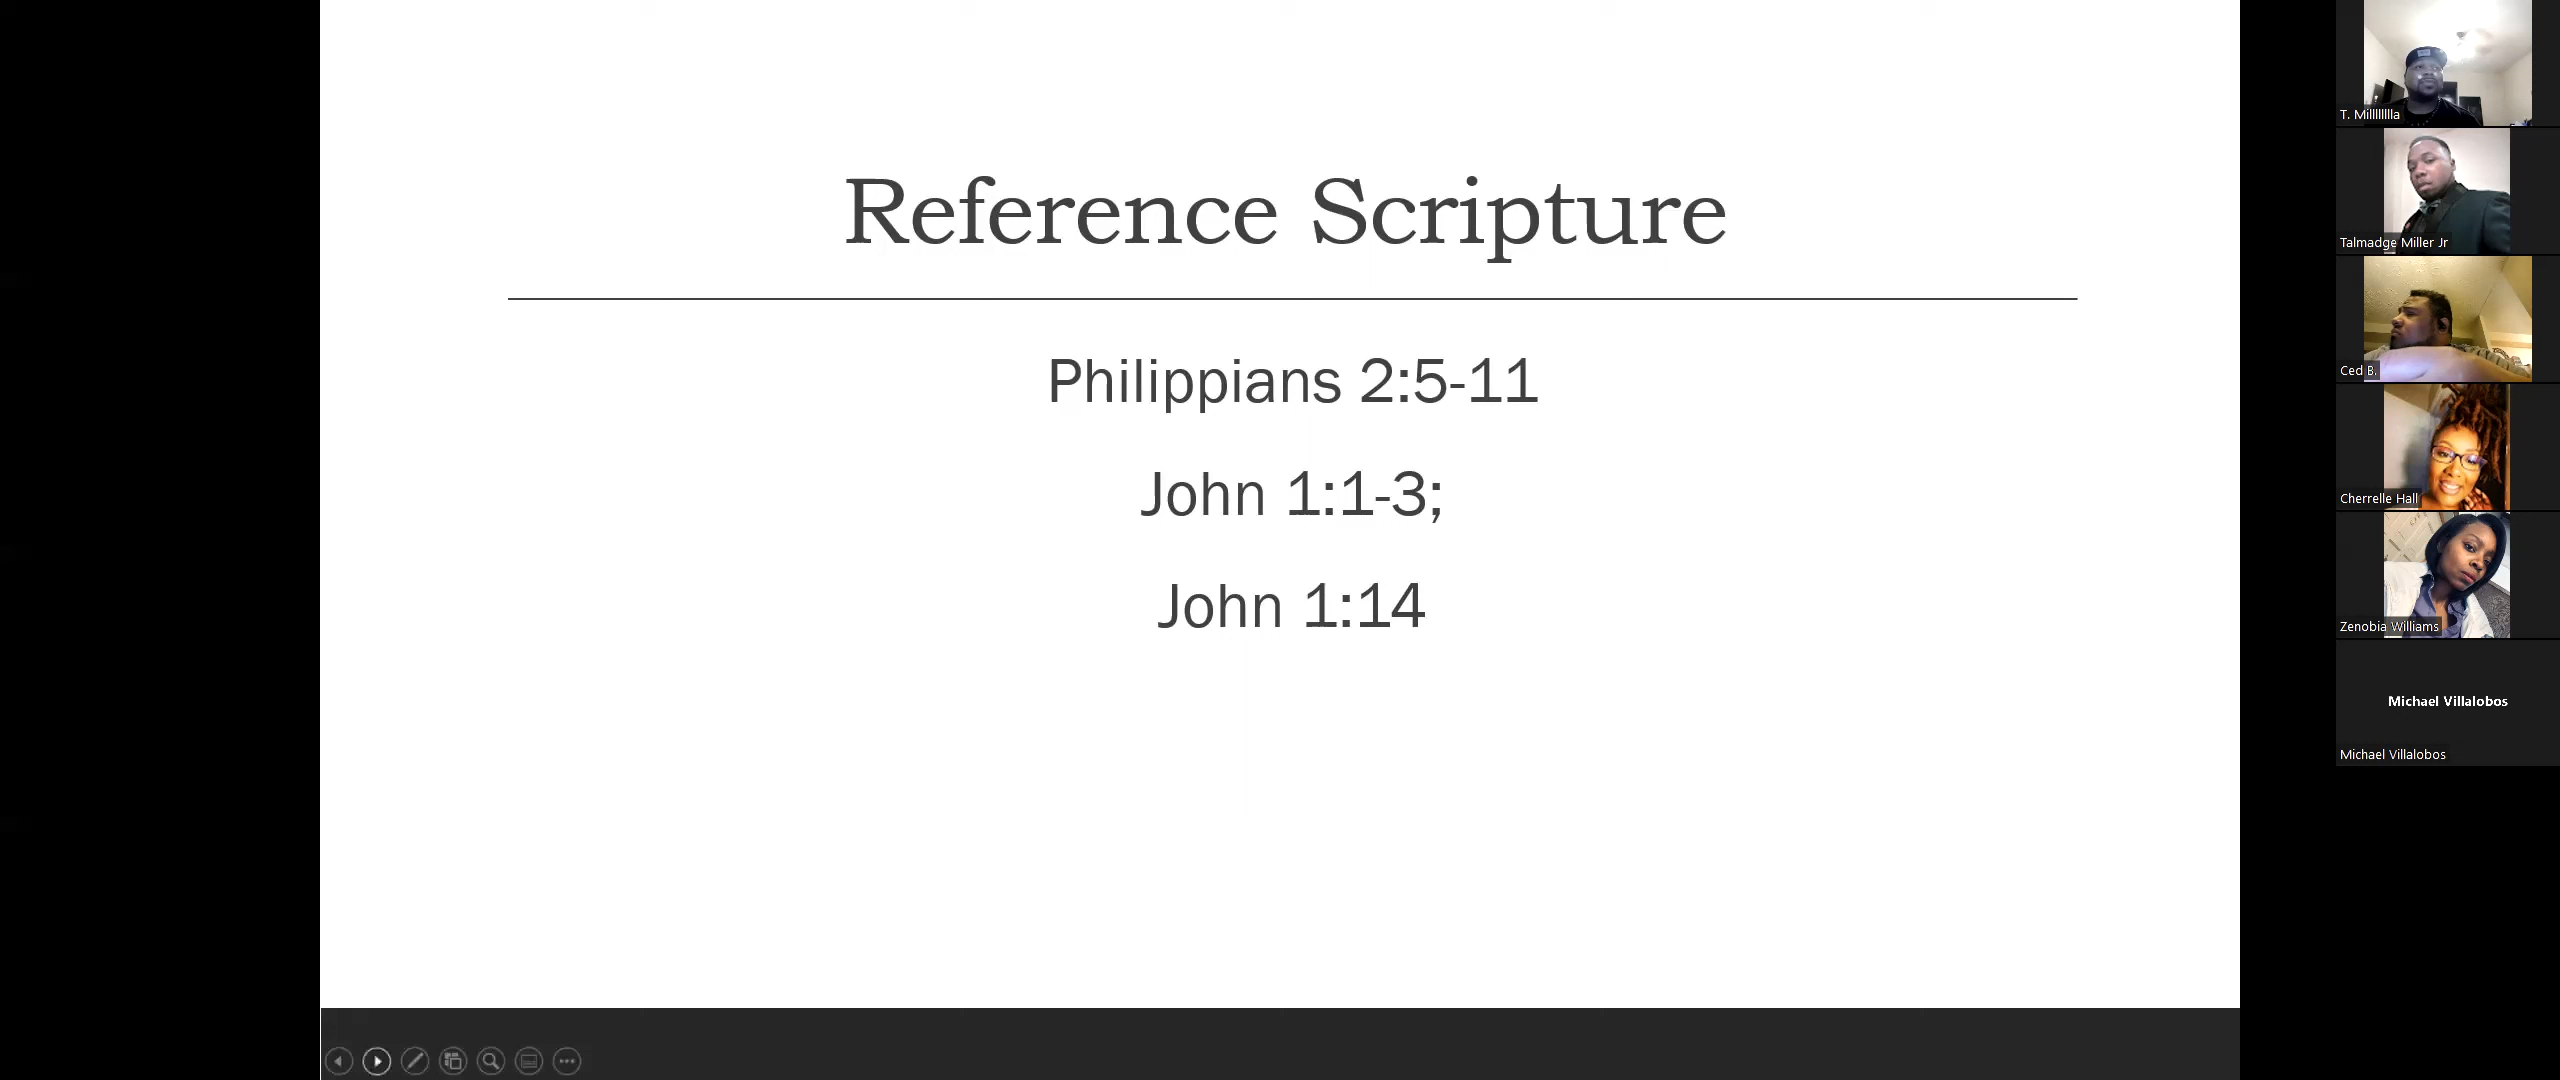 Reference Scripture
Philippians 2:5-11
John 1:1-3;
John 1:14
T. Millllllllla
Talmadge Miller Jr
Ced B.
Cherrelle Hall
Zenobia Williams
Michael Villalobos
Michael Villalobos